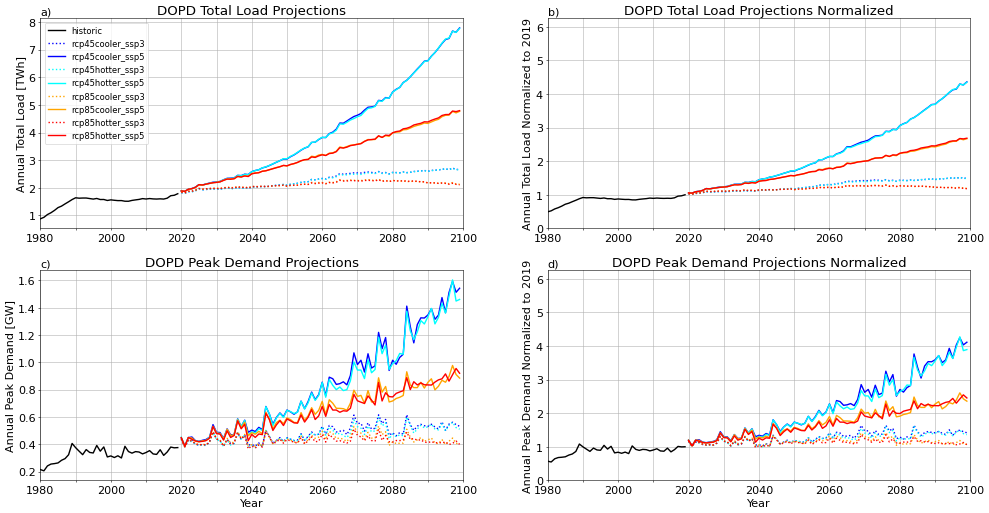 a)
DOPD Total Load Projections
Annual Total Load [TWh]
8
7
6
5
4
3
2
1
historic
rcp45cooler_ssp3
rcp45cooler_ssp5
rcp45hotter_ssp3
rcp45hotter_ssp5
rcp85cooler_ssp3
rcp85cooler_ssp5
rcp85hotter_ssp3
rcp85hotter_ssp5
1980 2000 2020 2040 2060 2080 2100
b)
DOPD Total Load Projections Normalized
Annual Total Load Normalized to 2019
6
5
4
3
2
1
0
1980 2000 2020 2040 2060 2080 2100
c)
DOPD Peak Demand Projections
Annual Peak Demand [GW]
1.6
1.4
1.2
1.0
0.8
0.6
0.4
0.2
1980 2000 2020 2040 2060 2080 2100
Year
d)
DOPD Peak Demand Projections Normalized
Annual Peak Demand Normalized to 2019
6
5
4
3
2
1
0
1980 2000 2020 2040 2060 2080 2100
Year